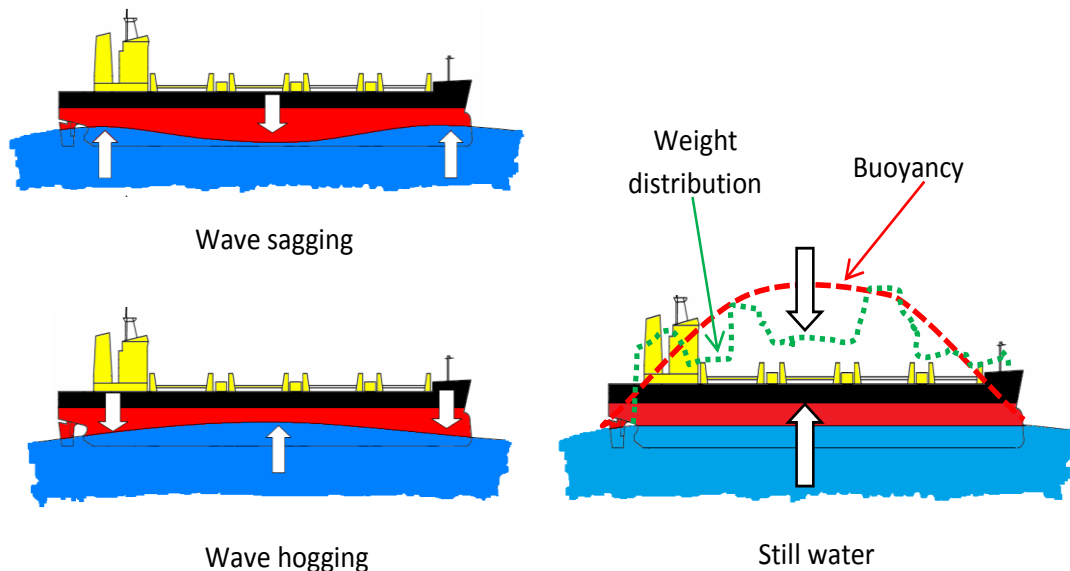 Wave sagging
Weight
distribution
Buoyancy
Wave hogging
Still water